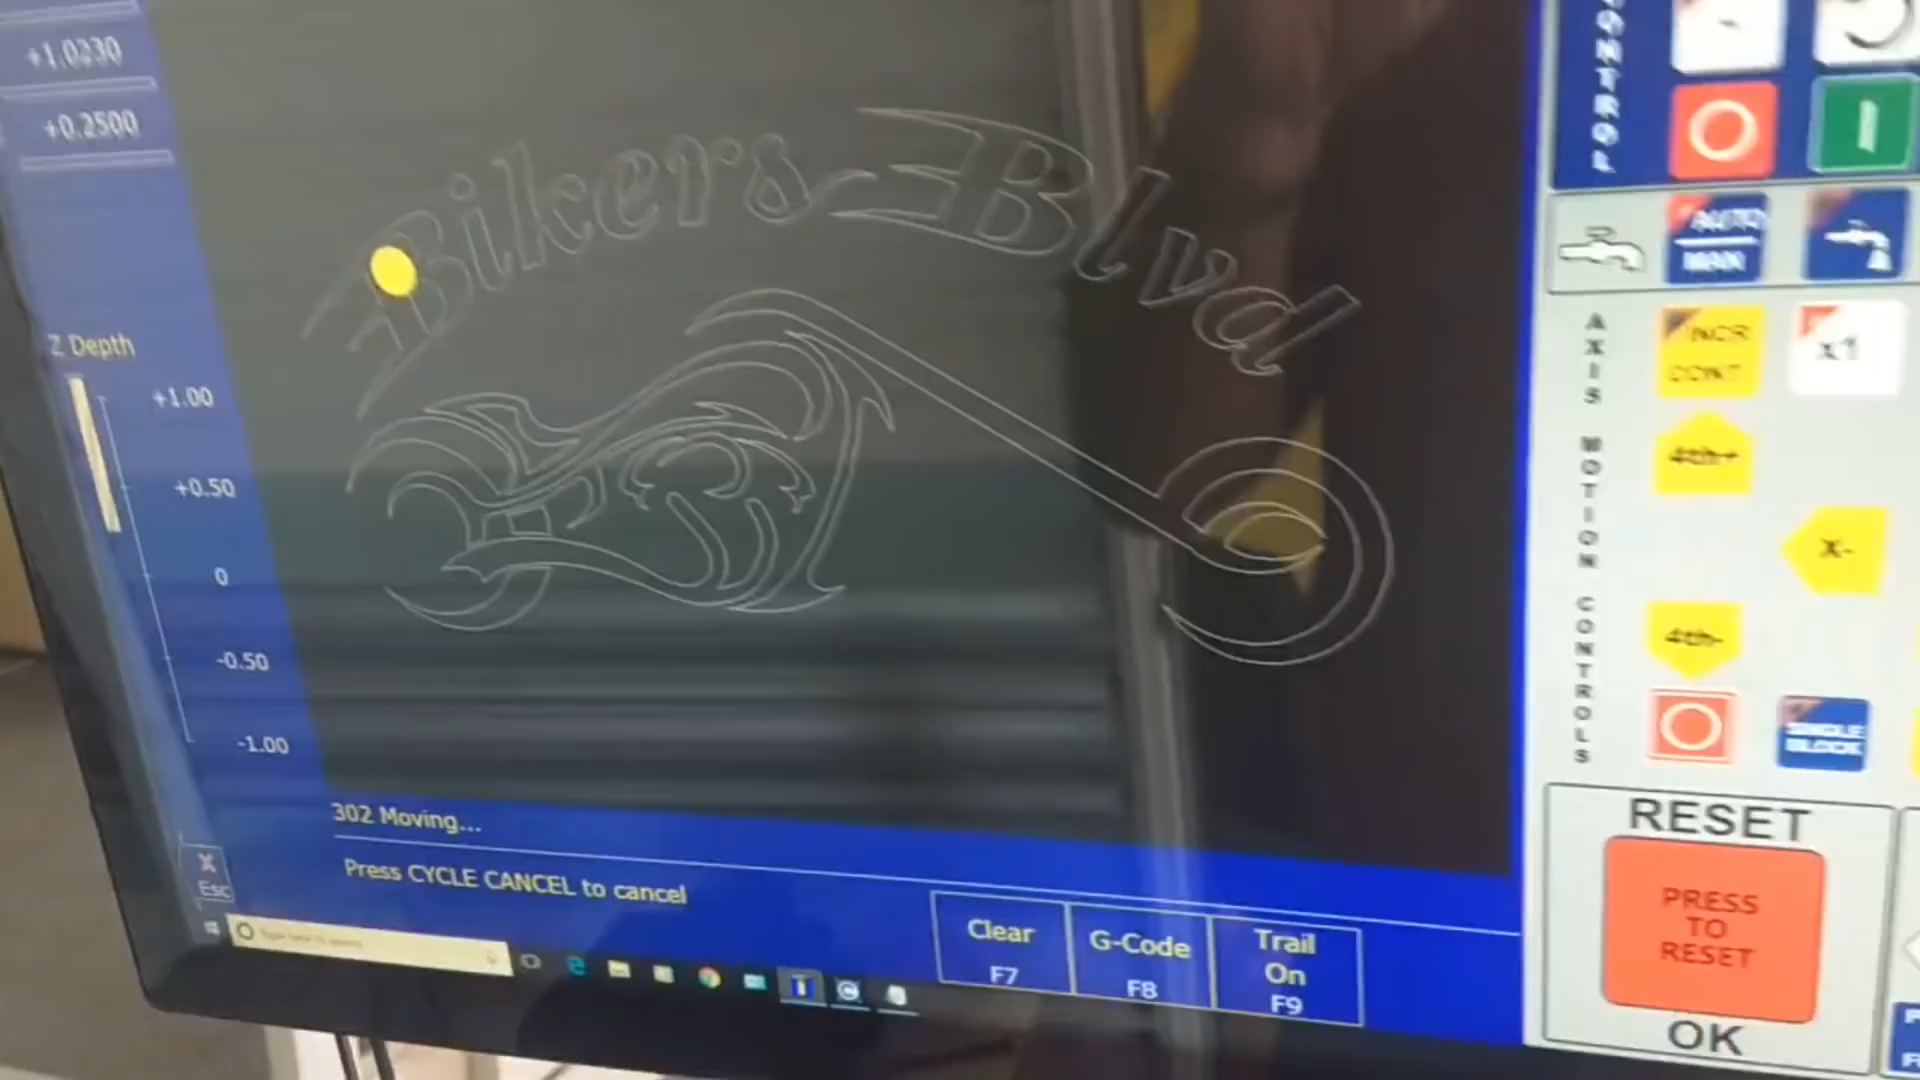 +1.0230
+0.2500
Bikers Blvd
Z Depth
+1.00
+0.50
0
-0.50
-1.00
302 Moving...
Press CYCLE CANCEL to cancel
X
Esc
Clear
F7
G-Code
F8
Trail
On
F9
AUTO
MAN
AXIS MOTION CONTROLS
INCR
CONT
x1
4th+
X-
4th-
SINGLE
BLOCK
RESET
PRESS
TO
RESET
OK